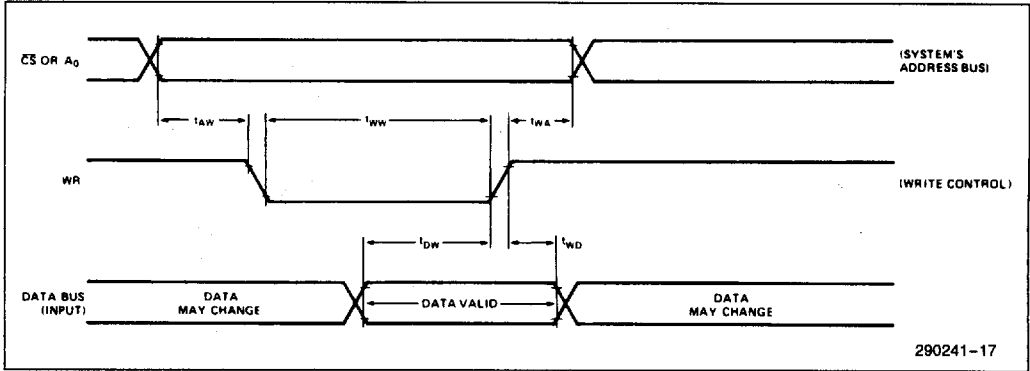 C̅S̅ OR A₀
(SYSTEM'S
ADDRESS BUS)
tAW
tWW
tWA
WR
(WRITE CONTROL)
tDW
tWD
DATA BUS
(INPUT)
DATA
MAY CHANGE
DATA VALID
DATA
MAY CHANGE
290241-17